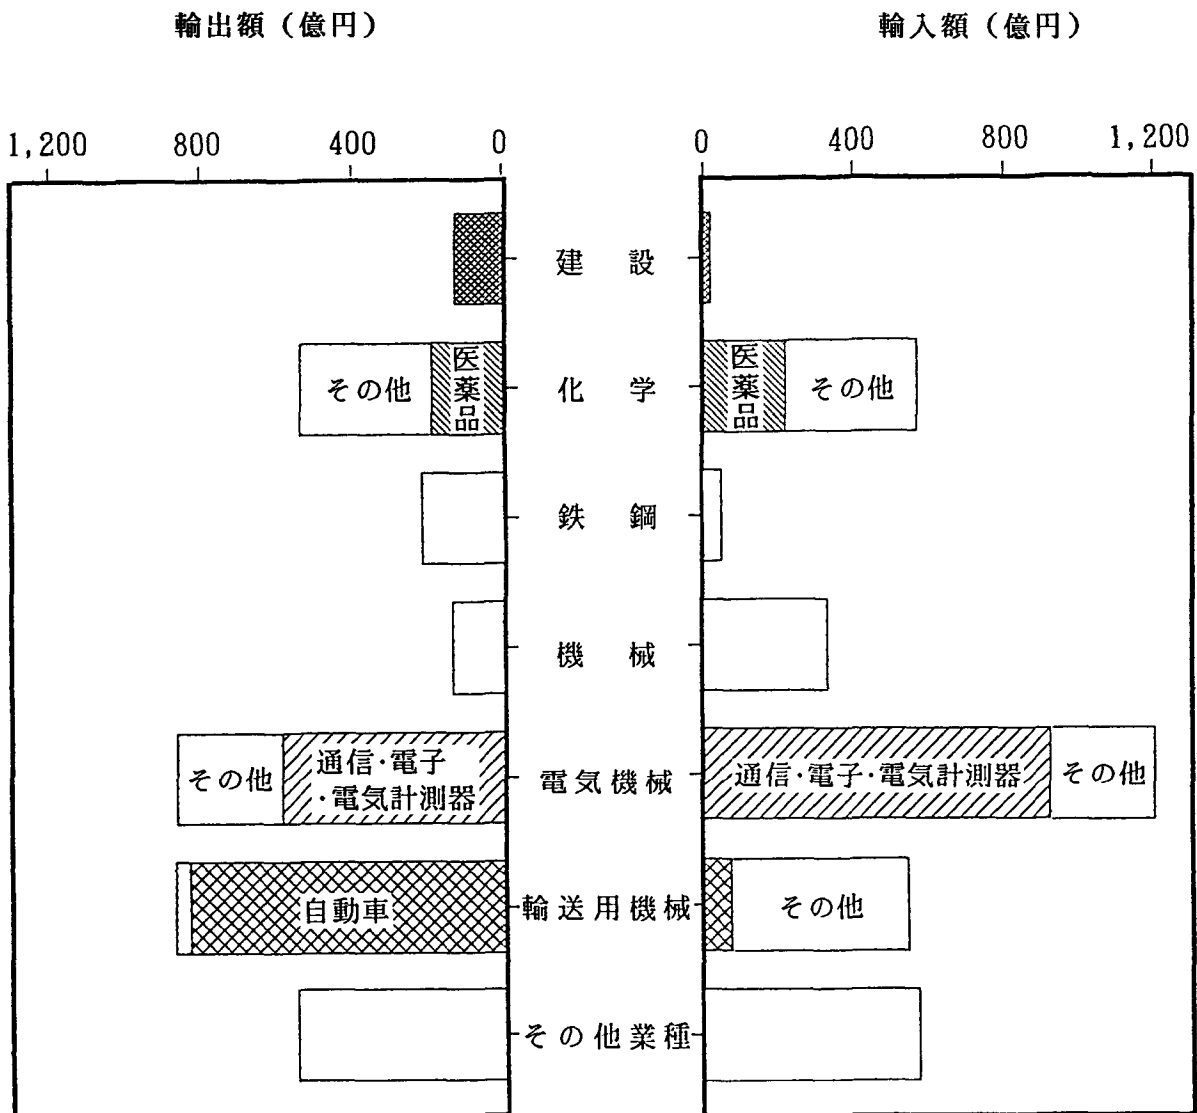 輸出額（億円）
輸入額（億円）
1,200 800 400 0
0 400 800 1,200
建設
その他
医薬品
化学
医薬品
その他
鉄鋼
機械
その他
通信・電子
・電気計測器
電気機械
通信・電子・電気計測器
その他
自動車
輸送用機械
その他
その他業種